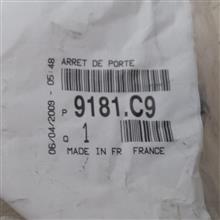 ARRET DE PORTE
P 9181.C9
Q 1
MADE IN FR FRANCE
06/04/2009 - 05:48